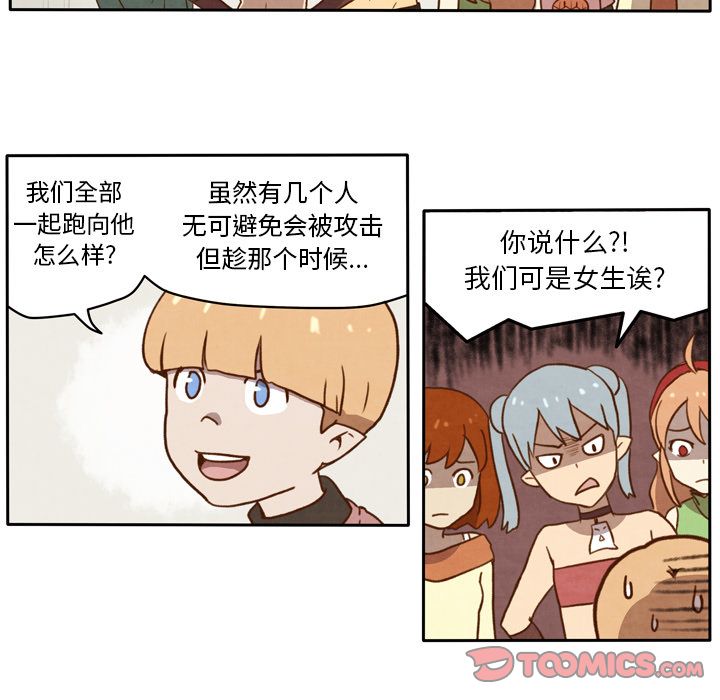 我们全部
一起跑向他
怎么样?
虽然有几个人
无可避免会被攻击
但趁那个时候...
你说什么?!
我们可是女生诶?
TOOMICS.COM